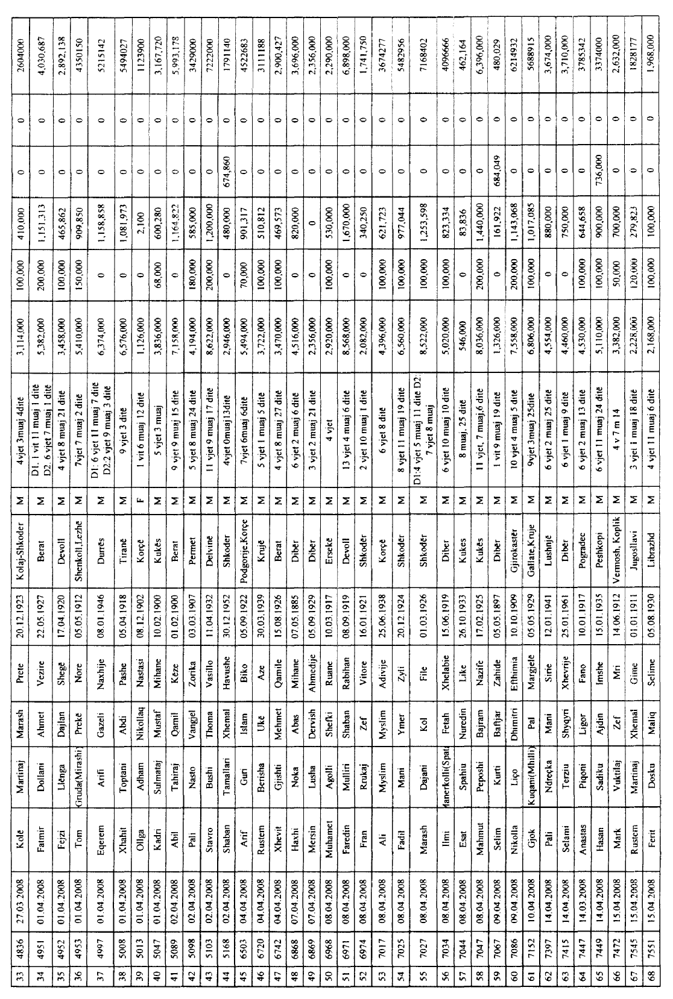 33 4836 27.03.2008 Kolë Martinaj Marash Prete 20.12.1923 Kolaj-Shkoder M 4vjet 3muaj 4ditë 3,114,000 100,000 410,000 0 0 2604000
34 4951 01.04.2008 Fatmir Dollani Ahmet Vezire 22.05.1927 Berat M D1. 1 vit 11 muaj 1 ditë D2. 6 vjet 7 muaj 1 ditë 5,382,000 200,000 1,151,313 0 0 4,030,687
35 4952 01.04.2008 Fejzi Llënga Dajlan Shegë 17.04.1920 Devoll M 4 vjet 8 muaj 21 ditë 3,458,000 100,000 465,862 0 0 2,892,138
36 4953 01.04.2008 Tom Gruda(Mirashi) Prekë Nore 05.05.1912 Shenkoll,Lezhë M 7vjet 7 muaj 2 ditë 5,410,000 150,000 909,850 0 0 4350150
37 4997 01.04.2008 Eqerem Arifi Gazeli Naxhije 08.01.1946 Durrës M D1: 6 vjet 11 muaj 7 ditë D2:2 vjet 9 muaj 3 ditë 6,374,000 0 1,158,858 0 0 5215142
38 5008 01.04.2008 Xhahit Toptani Abdi Pashe 05.04.1918 Tiranë M 9 vjet 3 ditë 6,576,000 0 1,081,973 0 0 5494027
39 5013 01.04.2008 Ollga Adham Nikollaq Nastasi 08.12.1902 Korçë F 1 vit 6 muaj 12 ditë 1,126,000 0 2,100 0 0 1123900
40 5047 01.04.2008 Kadri Sulmataj Mustaf Mihane 10.02.1900 Kukës M 5 vjet 3 muaj 3,836,000 68,000 600,280 0 0 3,167,720
41 5089 02.04.2008 Abil Tahiraj Qamil Këze 01.02.1900 Berat M 9 vjet 9 muaj 15 ditë 7,158,000 0 1,164,822 0 0 5,993,178
42 5098 02.04.2008 Pali Nasto Vangjel Zorika 03.03.1907 Permet M 5 vjet 8 muaj 24 ditë 4,194,000 180,000 585,000 0 0 3429000
43 5103 02.04.2008 Stavro Bushi Thoma Vasillo 11.04.1932 Delvinë M 11 vjet 9 muaj 17 ditë 8,622,000 200,000 1,200,000 0 0 7222000
44 5168 02.04.2008 Shaban Tamallari Xhemal Havushe 30.12.1952 Shkoder M 4vjet 0muaj13ditë 2,946,000 0 480,000 674,860 0 1791140
45 6503 04.04.2008 Arif Guri Islam Biko 05.09.1922 Podgorje,Korçe M 7vjet 6muaj 6ditë 5,494,000 70,000 901,317 0 0 4522683
46 6720 04.04.2008 Rustem Berisha Ukë Aze 30.03.1939 Krujë M 5 vjet 1 muaj 5 ditë 3,722,000 100,000 510,812 0 0 3111188
47 6742 04.04.2008 Xhevit Gjishti Mehmet Qamile 15.08.1926 Berat M 4 vjet 8 muaj 27 ditë 3,470,000 100,000 469,573 0 0 2,900,427
48 6868 07.04.2008 Haxhi Noka Abas Minane 07.05.1885 Dibër M 6 vjet 2 muaj 6 ditë 4,516,000 0 820,000 0 0 3,696,000
49 6869 07.04.2008 Mersin Lusha Dervish Ahmedije 05.09.1929 Dibër M 3 vjet 2 muaj 21 ditë 2,356,000 0 0 0 0 2,356,000
50 6968 08.04.2008 Muhamet Agolli Shefki Ruane 10.03.1917 Ersekë M 4 vjet 2,920,000 100,000 530,000 0 0 2,290,000
51 6971 08.04.2008 Faredin Mulliri Shaban Rabihan 08.09.1919 Devoll M 13 vjet 4 muaj 6 ditë 8,568,000 0 1,670,000 0 0 6,898,000
52 6974 08.04.2008 Fran Rrukaj Zef Vitore 16.01.1921 Shkodër M 2 vjet 10 muaj 1 ditë 2,082,000 0 340,250 0 0 1,741,750
53 7017 08.04.2008 Ali Myslim Myslim Adivije 25.06.1938 Korçë M 6 vjet 8 ditë 4,396,000 100,000 621,723 0 0 3674277
54 7025 08.04.2008 Fadil Mani Ymer Zyli 20.12.1924 Shkodër M 8 vjet 11 muaj 19 ditë 6,560,000 100,000 977,044 0 0 5482956
55 7027 08.04.2008 Marash Dajani Kol File 01.03.1926 Shkodër M D1:4 vjet 5 muaj 11 ditë D2: 7 vjet 8 muaj 8,522,000 100,000 1,253,598 0 0 7168402
56 7034 08.04.2008 Ilmi Manerkolli(Spata Fetah Xhelabie 15.06.1919 Diber M 6 vjet 10 muaj 10 ditë 5,020,000 100,000 823,334 0 0 4096666
57 7044 08.04.2008 Esat Spahiu Nuredin Like 26.10.1933 Kukes M 8 muaj, 25 ditë 546,000 0 83,836 0 0 462,164
58 7047 08.04.2008 Mahmut Peposhi Bajram Nazife 17.02.1925 Kukës M 11 vjet, 7 muaj,6 ditë 8,036,000 200,000 1,440,000 0 0 6,396,000
59 7067 09.04.2008 Selim Kurti Baftjar Zahide 05.05.1897 Dibër M 1 vit 9 muaj 19 ditë 1,326,000 0 161,922 684,049 0 480,029
60 7086 09.04.2008 Nikolla Liço Dhimitri Efthimia 10.10.1909 Gjirokastër M 10 vjet 4 muaj 5 ditë 7,558,000 200,000 1,143,068 0 0 6214932
61 7152 10.04.2008 Gjok Kuqani(Mhilli) Pal Margjelë 05.05.1929 Gallate,Kruje M 9vjet 3muaj 25ditë 6,806,000 100,000 1,017,085 0 0 5688915
62 7397 14.04.2008 Pali Ndreçka Mani Sirie 12.01.1941 Lushnjë M 6 vjet 2 muaj 25 ditë 4,554,000 0 880,000 0 0 3,674,000
63 7415 14.04.2008 Selami Terziu Shyqyri Xhevrije 25.01.1961 Dibër M 6 vjet 1 muaj 9 ditë 4,460,000 0 750,000 0 0 3,710,000
64 7447 14.03.2008 Anastas Piqoni Ligor Fano 10.01.1917 Pogradec M 6 vjet 2 muaj 13 ditë 4,530,000 100,000 644,658 0 0 3785342
65 7449 14.04.2008 Hasan Sadiku Ajdin Imshe 15.01.1935 Peshkopi M 6 vjet 11 muaj 24 ditë 5,110,000 100,000 900,000 736,000 0 3374000
66 7472 15.04.2008 Mark Vuktilaj Zef Mri 14.06.1912 Vermosh, Koplik M 4 v 7 m 14 3,382,000 50,000 700,000 0 0 2,632,000
67 7545 15.04.2008 Rustem Martinaj Xhemal Gime 01.01.1911 Jugosllavi M 3 vjet 1 muaj 18 ditë 2,228,000 120,000 279,823 0 0 1828177
68 7551 15.04.2008 Ferit Dosku Maliq Selime 05.08.1930 Librazhd M 4 vjet 11 muaj 6 ditë 2,168,000 100,000 100,000 0 0 1,968,000